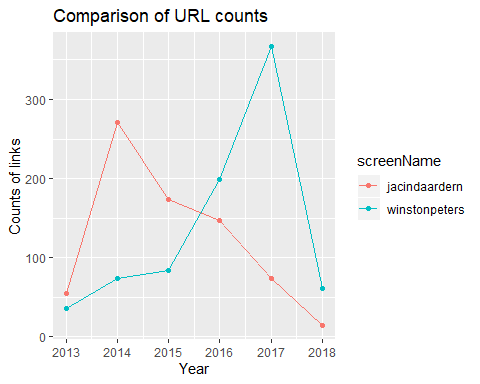 Comparison of URL counts
Counts of links
300
200
100
0
2013 2014 2015 2016 2017 2018
Year
screenName
jacindaardern
winstonpeters